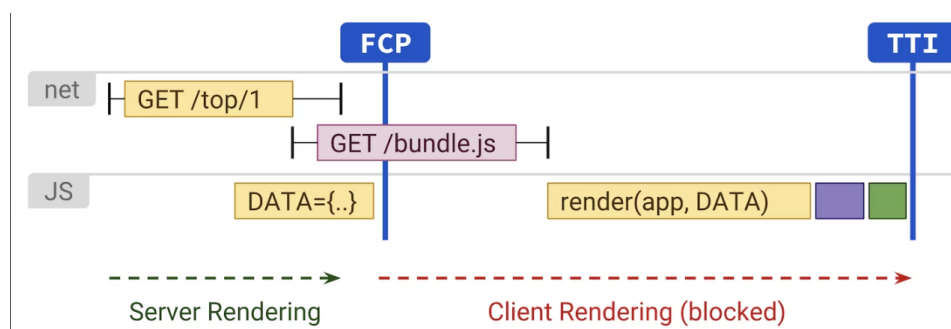 FCP
TTI
net
GET /top/1
GET /bundle.js
JS
DATA={..}
render(app, DATA)
Server Rendering
Client Rendering (blocked)